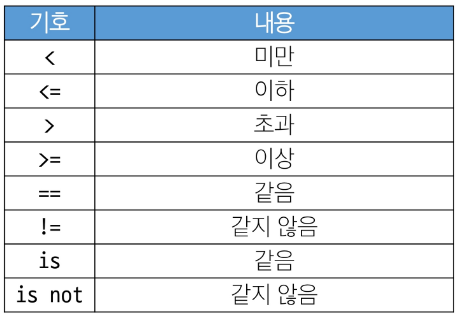 기호 내용
< 미만
<= 이하
> 초과
>= 이상
== 같음
!= 같지 않음
is 같음
is not 같지 않음